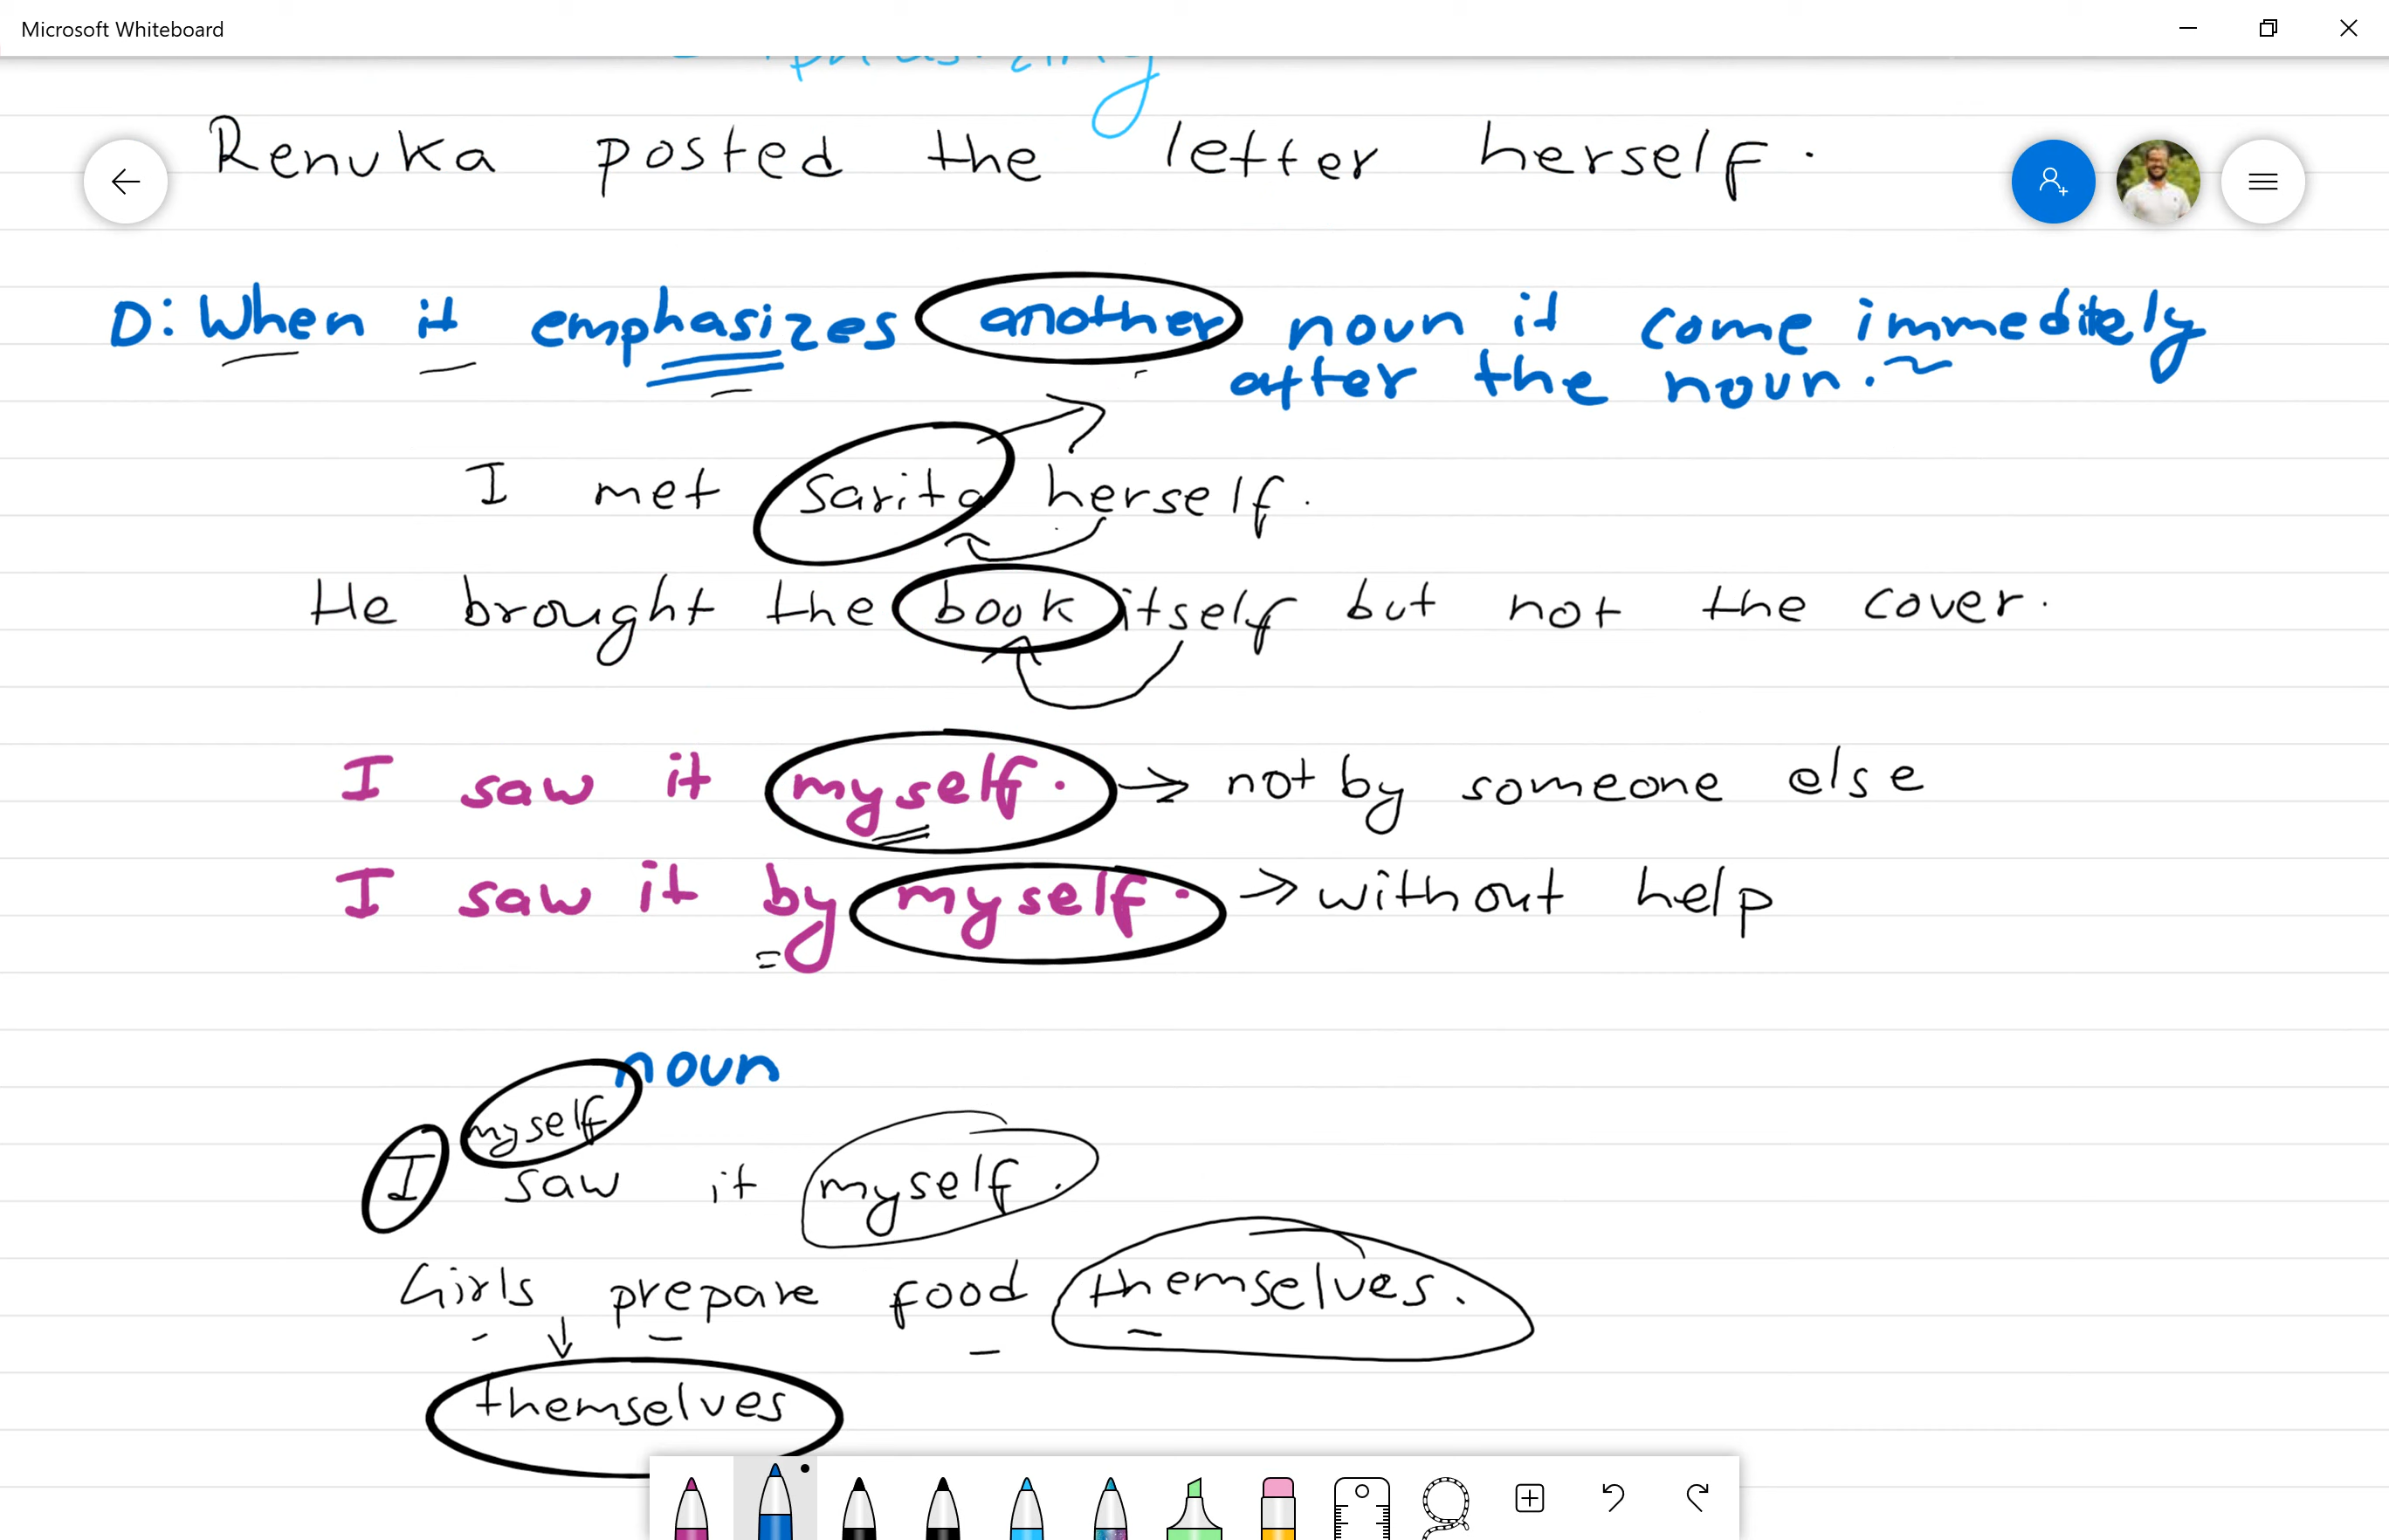 Microsoft Whiteboard
Renuka posted the letter herself.
D: When it emphasizes another noun it come immeditely
after the noun.
I met Sarita herself.
He brought the book itself but not the cover.
I saw it myself. → not by someone else
I saw it by myself. → without help
noun
myself
I saw it myself.
Girls prepare food themselves.
themselves